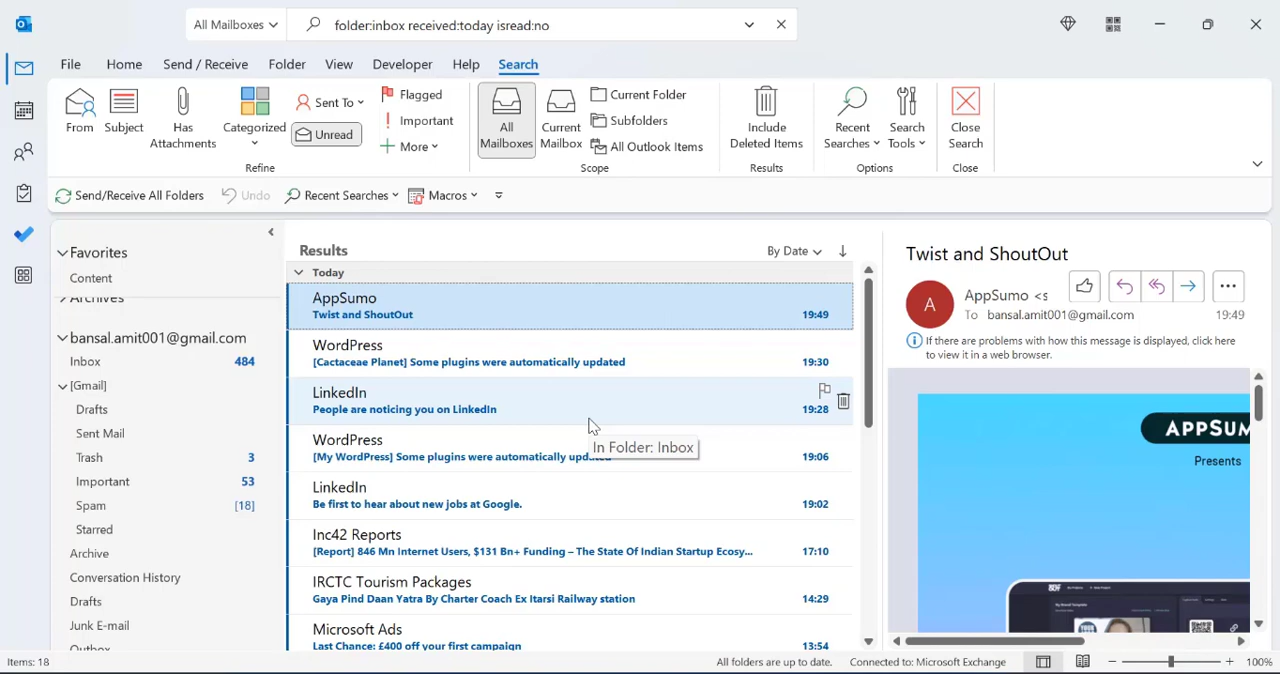 All Mailboxes
folder:inbox received:today isread:no
File Home Send / Receive Folder View Developer Help Search
From
Subject
Has Attachments
Categorized
Sent To
Unread
Flagged
Important
More
Refine
All Mailboxes
Current Mailbox
Current Folder
Subfolders
All Outlook Items
Scope
Include Deleted Items
Results
Recent Searches
Search Tools
Options
Close Search
Close
Send/Receive All Folders Undo Recent Searches Macros
Favorites
Content
Archives
bansal.amit001@gmail.com
Inbox 484
[Gmail]
Drafts
Sent Mail
Trash 3
Important 53
Spam [18]
Starred
Archive
Conversation History
Drafts
Junk E-mail
Outbox
Results By Date
Today
AppSumo
Twist and ShoutOut 19:49
WordPress
[Cactaceae Planet] Some plugins were automatically updated 19:30
LinkedIn
People are noticing you on LinkedIn 19:28
In Folder: Inbox
WordPress
[My WordPress] Some plugins were automatically updated 19:06
LinkedIn
Be first to hear about new jobs at Google. 19:02
Inc42 Reports
[Report] 846 Mn Internet Users, $131 Bn+ Funding – The State Of Indian Startup Ecosy... 17:10
IRCTC Tourism Packages
Gaya Pind Daan Yatra By Charter Coach Ex Itarsi Railway station 14:29
Microsoft Ads
Last Chance: £400 off your first campaign 13:54
Twist and ShoutOut
A
AppSumo <s
To bansal.amit001@gmail.com 19:49
If there are problems with how this message is displayed, click here
to view it in a web browser.
APPSUM
Presents
Items: 18 All folders are up to date. Connected to: Microsoft Exchange 100%